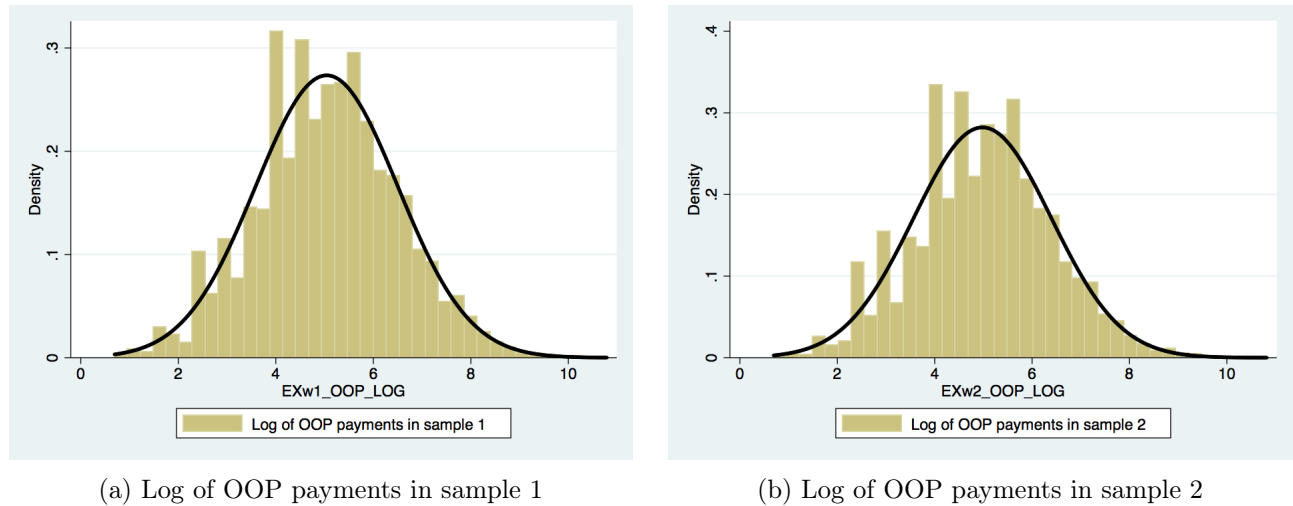 Density
.3
.2
.1
0
0 2 4 6 8 10
EXw1_OOP_LOG
Log of OOP payments in sample 1
(a) Log of OOP payments in sample 1
Density
.4
.3
.2
.1
0
0 2 4 6 8 10
EXw2_OOP_LOG
Log of OOP payments in sample 2
(b) Log of OOP payments in sample 2